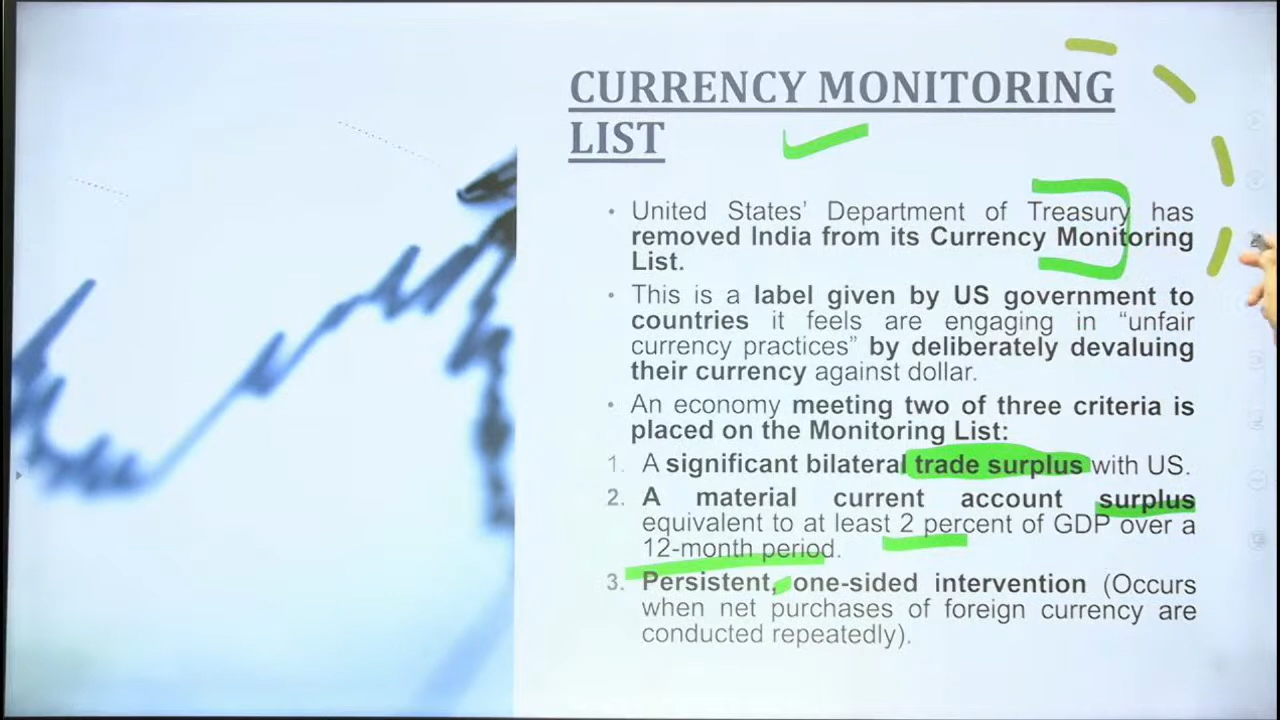 CURRENCY MONITORING
LIST
• United States’ Department of Treasury has
removed India from its Currency Monitoring
List.
• This is a label given by US government to
countries it feels are engaging in “unfair
currency practices” by deliberately devaluing
their currency against dollar.
• An economy meeting two of three criteria is
placed on the Monitoring List:
1. A significant bilateral trade surplus with US.
2. A material current account surplus
equivalent to at least 2 percent of GDP over a
12-month period.
3. Persistent, one-sided intervention (Occurs
when net purchases of foreign currency are
conducted repeatedly).